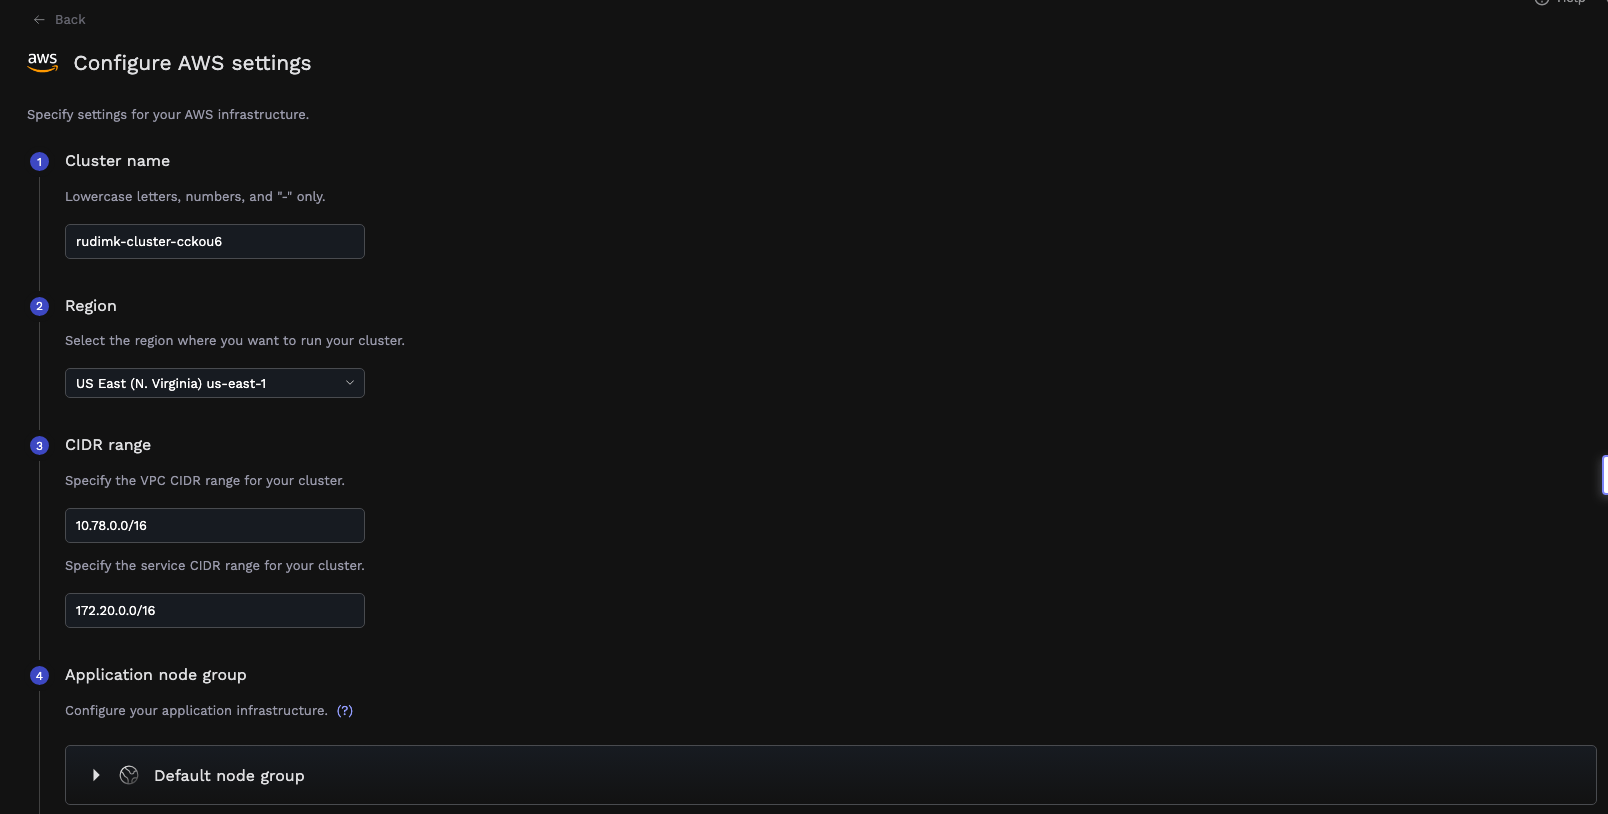 Help
Back
aws
Configure AWS settings
Specify settings for your AWS infrastructure.
1
Cluster name
Lowercase letters, numbers, and "-" only.
rudimk-cluster-cckou6
2
Region
Select the region where you want to run your cluster.
US East (N. Virginia) us-east-1
3
CIDR range
Specify the VPC CIDR range for your cluster.
10.78.0.0/16
Specify the service CIDR range for your cluster.
172.20.0.0/16
4
Application node group
Configure your application infrastructure. (?)
Default node group